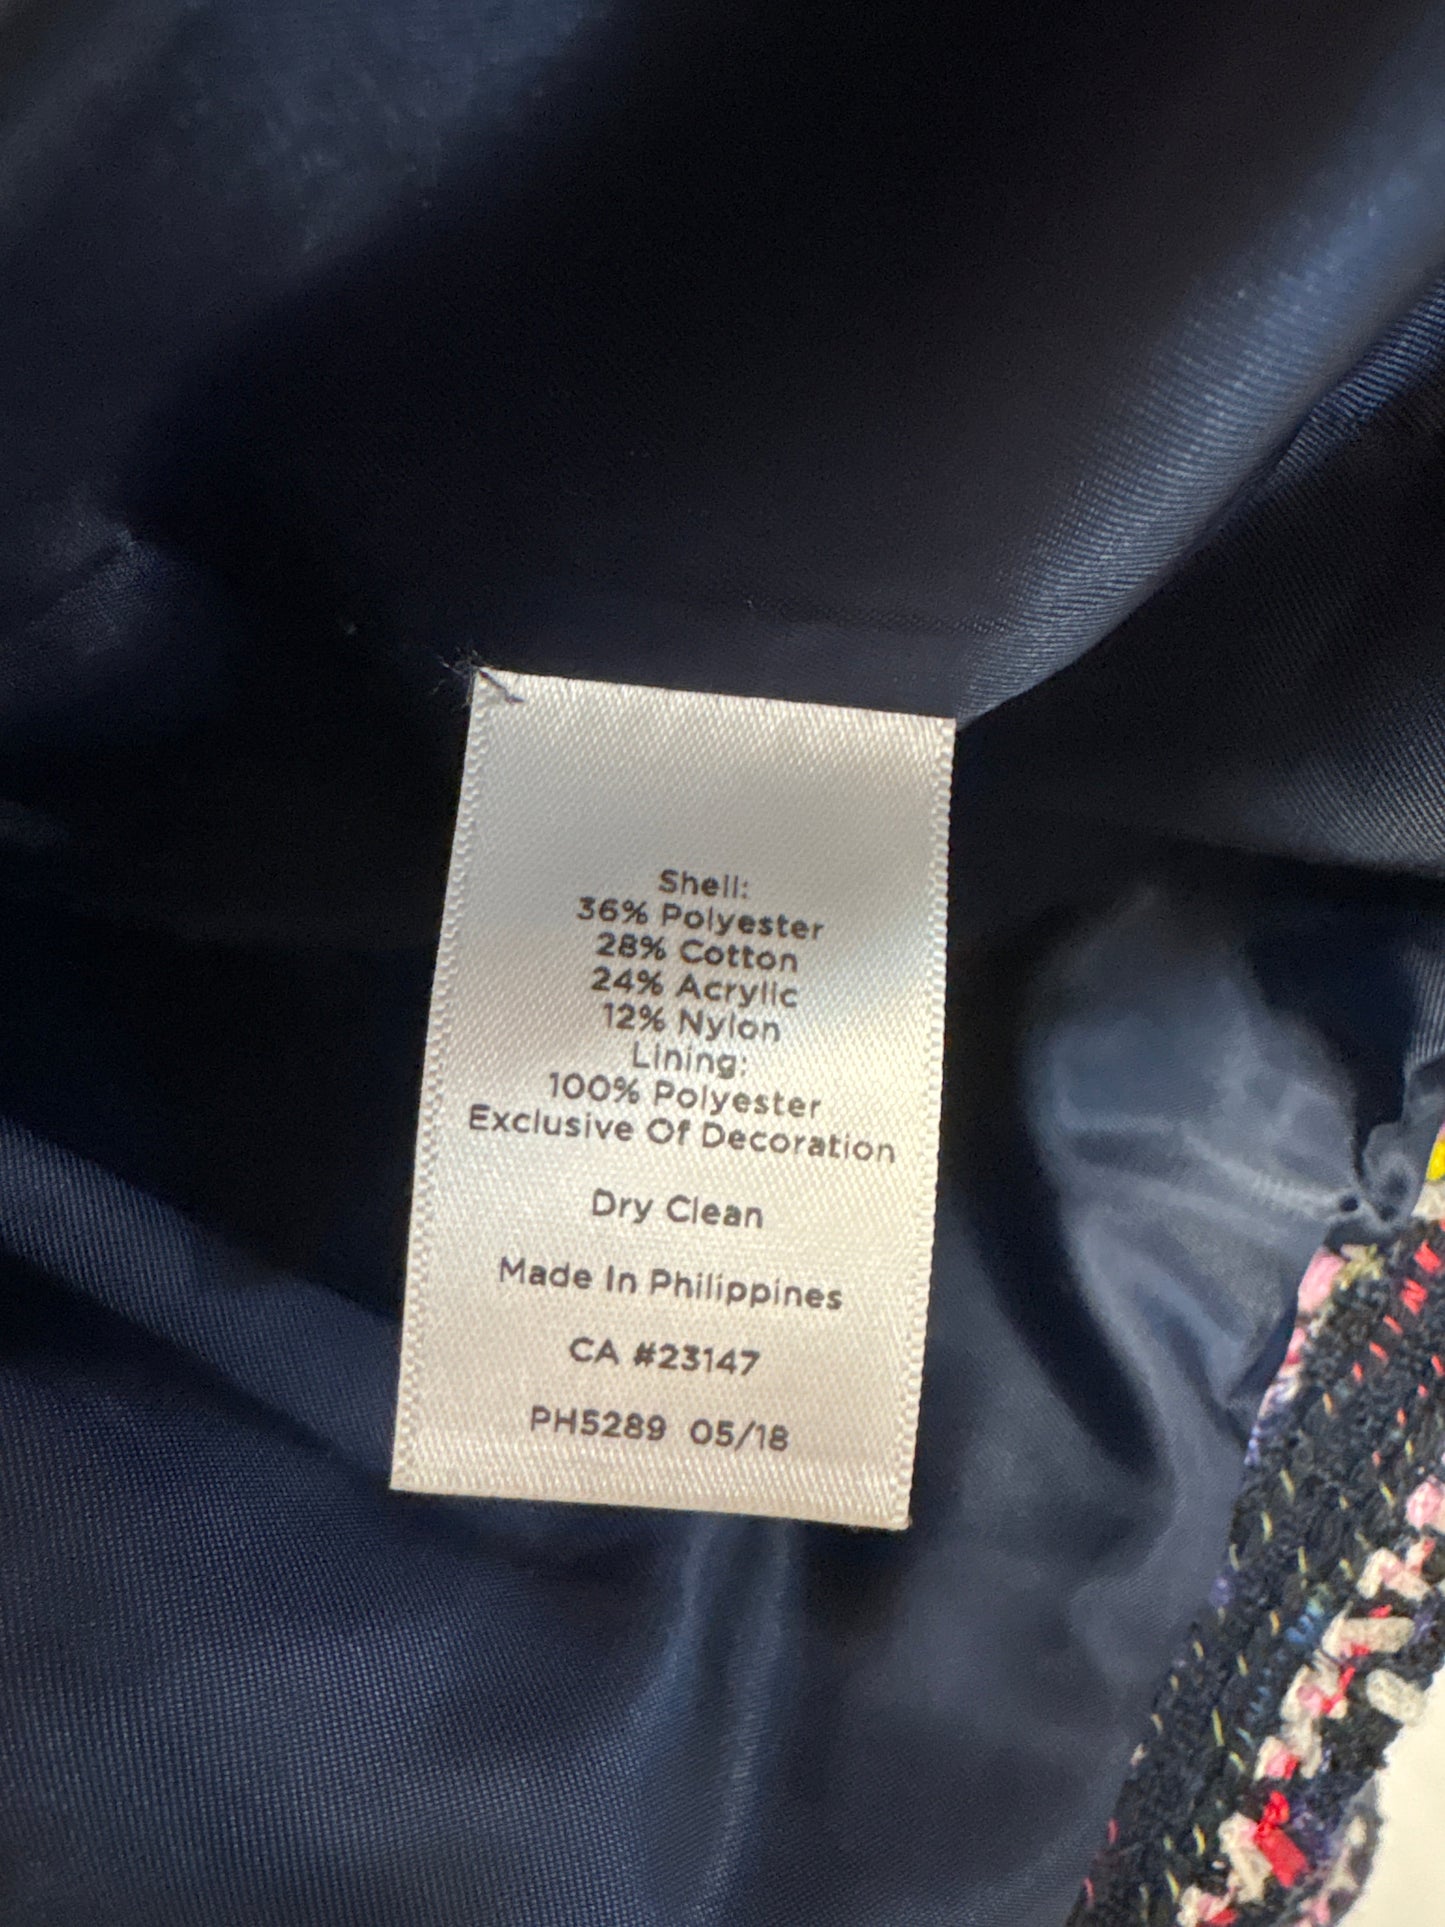 Shell:
36% Polyester
28% Cotton
24% Acrylic
12% Nylon
Lining:
100% Polyester
Exclusive Of Decoration
Dry Clean
Made In Philippines
CA #23147
PH5289 05/18